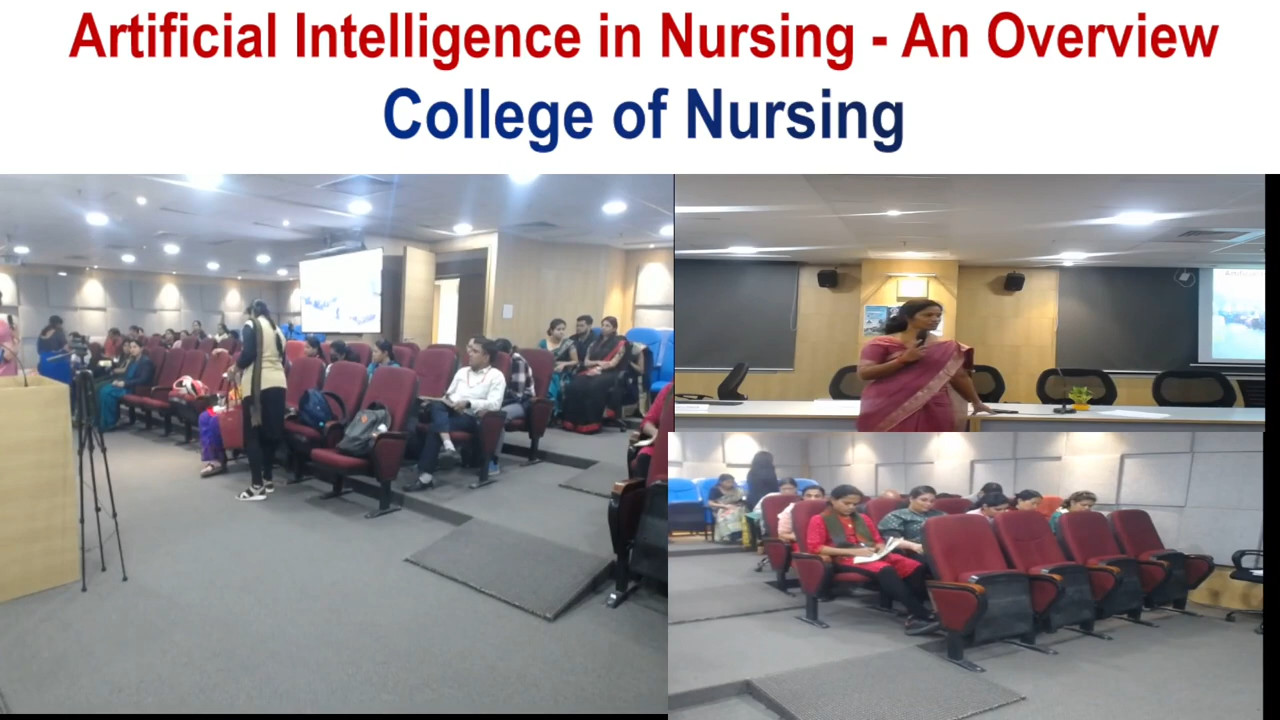 Artificial Intelligence in Nursing - An Overview
College of Nursing